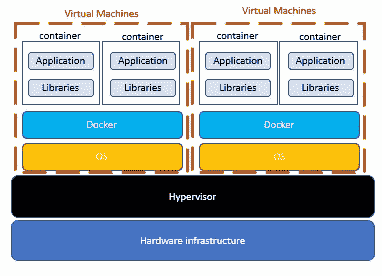 Virtual Machines
Virtual Machines
container
container
container
container
Application
Application
Application
Application
Libraries
Libraries
Libraries
Libraries
Docker
Docker
OS
OS
Hypervisor
Hardware infrastructure